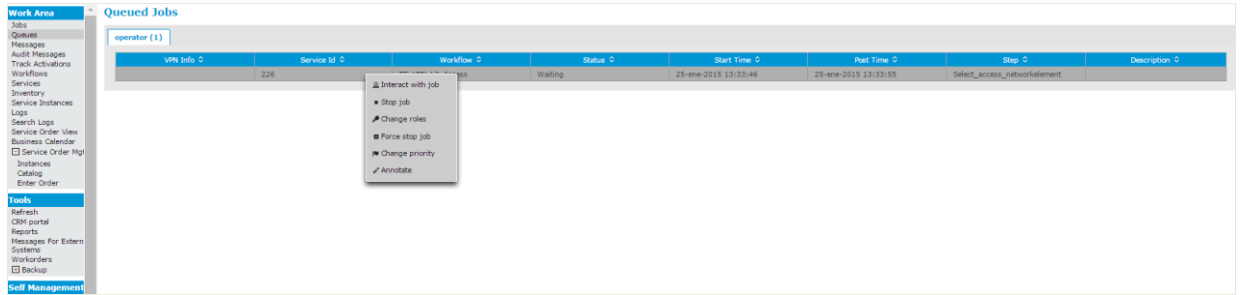 Work Area
Jobs
Queues
Messages
Audit Messages
Track Activations
Workflows
Services
Inventory
Service Instances
Logs
Search Logs
Service Order View
Business Calendar
Service Order Mgt
Instances
Catalog
Enter Order
Tools
Refresh
CRM portal
Reports
Messages For Extern
Systems
Workorders
Backup
Self Management
Queued Jobs
operator (1)
VPN Info Service Id Workflow Status Start Time Post Time Step Description
226 Waiting 25-ene-2015 13:33:46 25-ene-2015 13:33:55 Select_access_networkelement
Interact with job
Stop job
Change roles
Force stop job
Change priority
Annotate